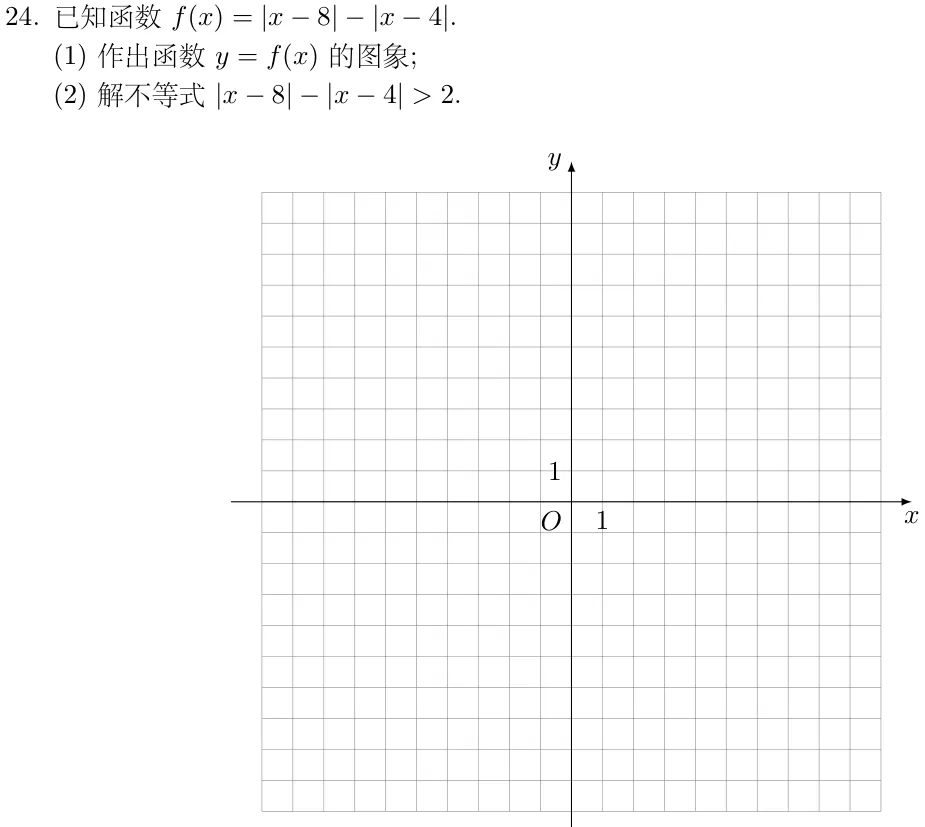 24. 已知函数 f(x) = |x − 8| − |x − 4|.
(1) 作出函数 y = f(x) 的图象;
(2) 解不等式 |x − 8| − |x − 4| > 2.
y
1
O 1
x